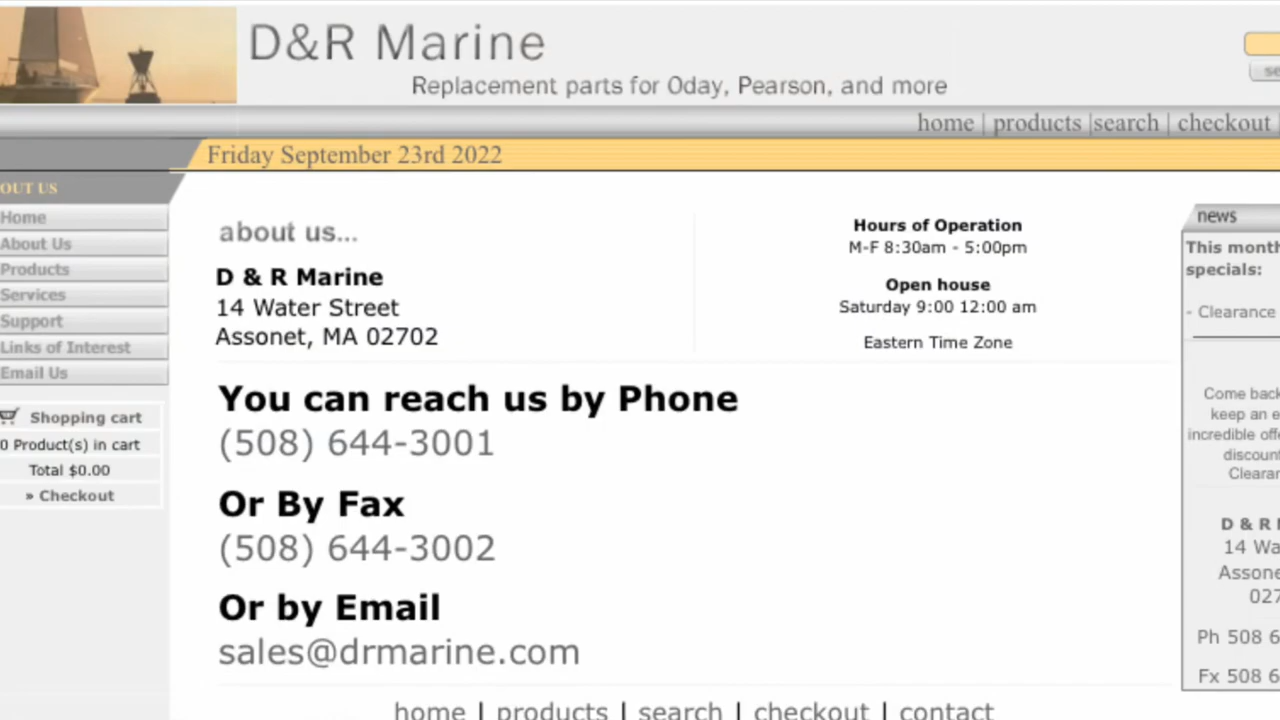 D&R Marine
Replacement parts for Oday, Pearson, and more
home | products |search | checkout |
Friday September 23rd 2022
OUT US
Home
About Us
Products
Services
Support
Links of Interest
Email Us
Shopping cart
0 Product(s) in cart
Total $0.00
» Checkout
about us...
D & R Marine
14 Water Street
Assonet, MA 02702
Hours of Operation
M-F 8:30am - 5:00pm
Open house
Saturday 9:00 12:00 am
Eastern Time Zone
You can reach us by Phone
(508) 644-3001
Or By Fax
(508) 644-3002
Or by Email
sales@drmarine.com
home | products | search | checkout | contact
news
This month
specials:
- Clearance
Come back
keep an e
incredible offe
discount
Clearan
D & R M
14 Wa
Assone
027
Ph 508 6
Fx 508 6